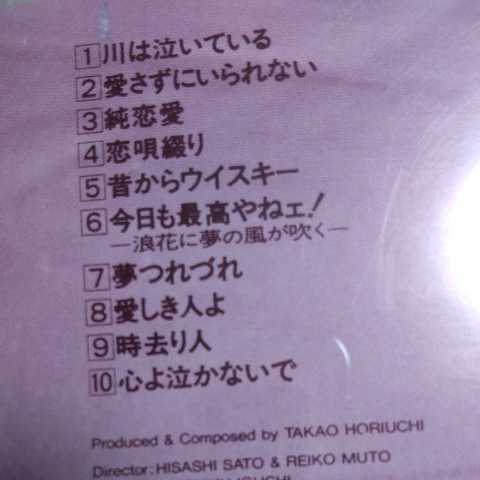 1 川は泣いている
2 愛さずにいられない
3 純恋愛
4 恋唄綴り
5 昔からウイスキー
6 今日も最高やねェ!
―浪花に夢の風が吹く―
7 夢つれづれ
8 愛しき人よ
9 時去り人
10 心よ泣かないで
Produced & Composed by TAKAO HORIUCHI
Director: HISASHI SATO & REIKO MUTO